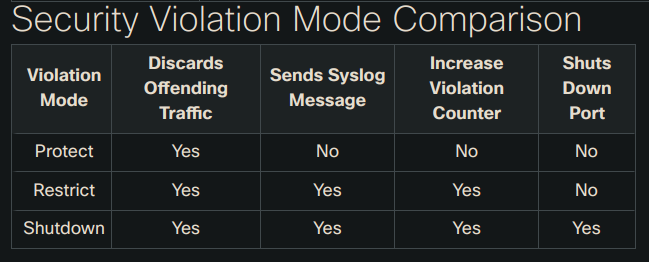 Security Violation Mode Comparison
Violation Mode Discards Offending Traffic Sends Syslog Message Increase Violation Counter Shuts Down Port
Protect Yes No No No
Restrict Yes Yes Yes No
Shutdown Yes Yes Yes Yes